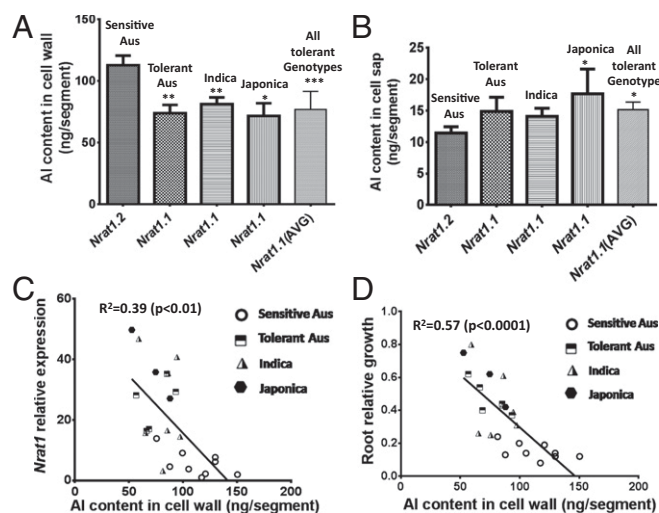 A
Al content in cell wall
(ng/segment)
150
100
50
0
Sensitive
Aus
Tolerant
Aus
**
Indica
**
Japonica
*
All
tolerant
Genotypes
***
Nrat1.2
Nrat1.1
Nrat1.1
Nrat1.1
Nrat1.1(AVG)
B
Al content in cell sap
(ng/segment)
25
20
15
10
5
0
Sensitive
Aus
Tolerant
Aus
Indica
Japonica
*
All
tolerant
Genotypes
*
Nrat1.2
Nrat1.1
Nrat1.1
Nrat1.1
Nrat1.1(AVG)
C
R²=0.39 (p<0.01)
Nrat1 relative expression
60
40
20
0
0
50
100
150
200
Al content in cell wall (ng/segment)
Sensitive Aus
Tolerant Aus
Indica
Japonica
D
R²=0.57 (p<0.0001)
Root relative growth
1.0
0.8
0.6
0.4
0.2
0.0
0
50
100
150
200
Al content in cell wall (ng/segment)
Sensitive Aus
Tolerant Aus
Indica
Japonica